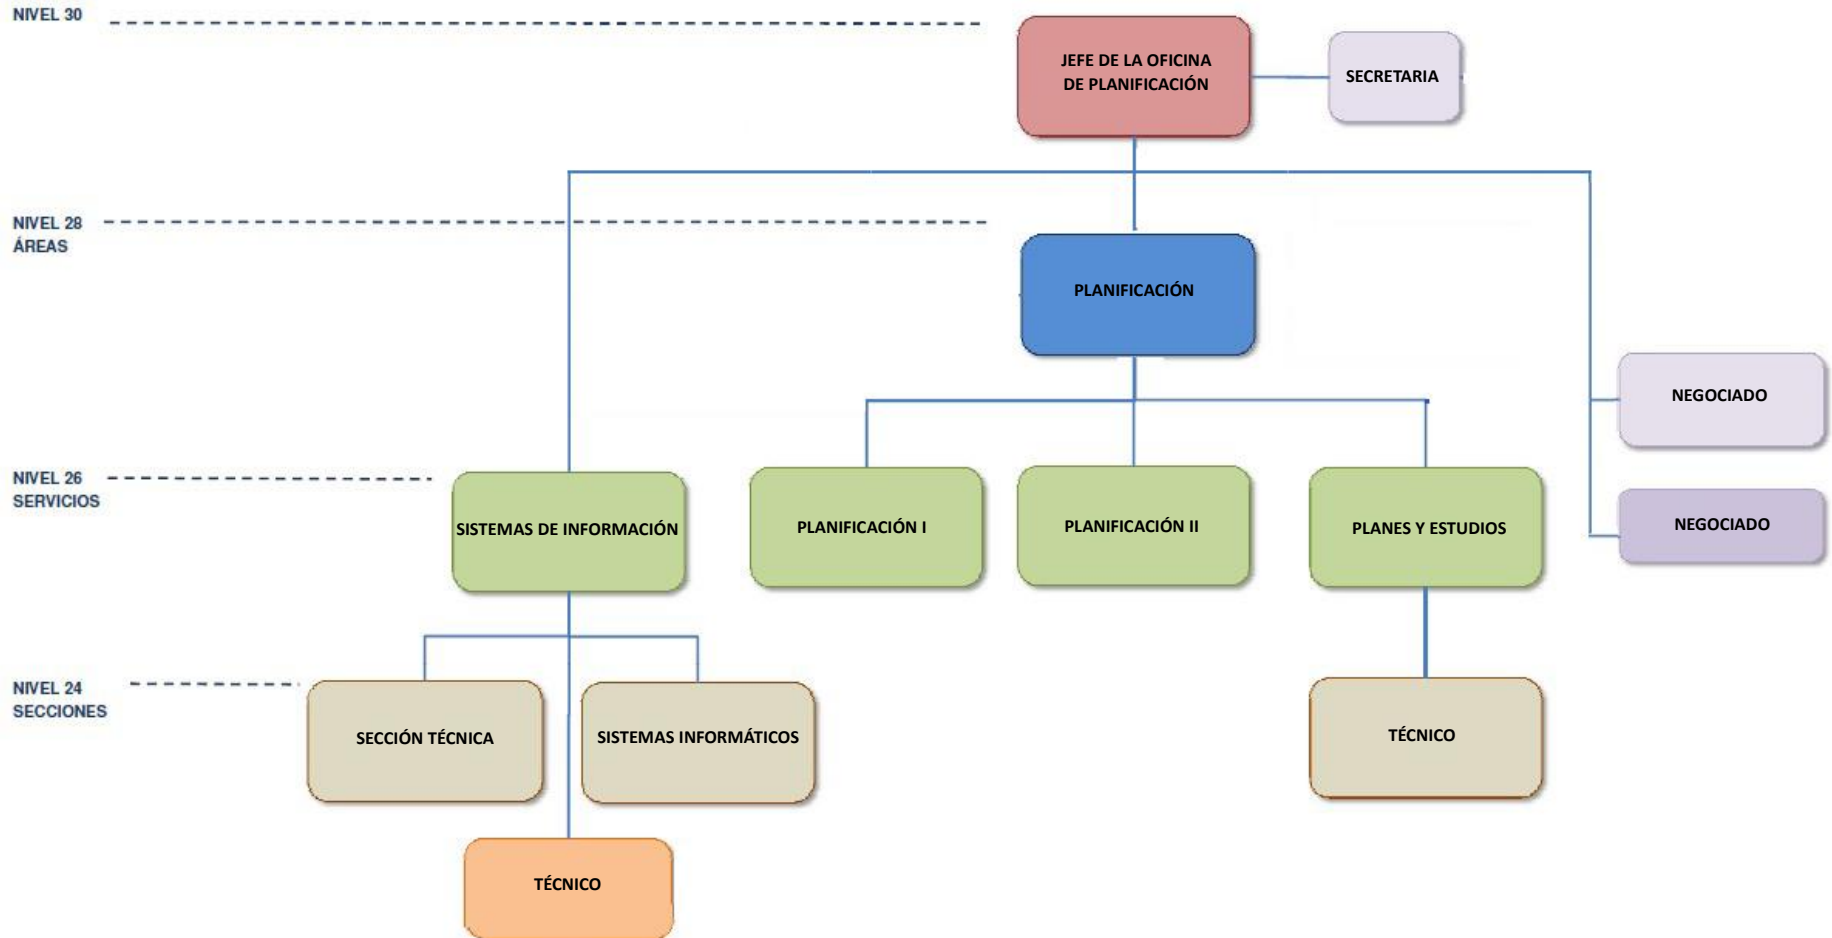 NIVEL 30
JEFE DE LA OFICINA
DE PLANIFICACIÓN
SECRETARIA
NIVEL 28
ÁREAS
PLANIFICACIÓN
NEGOCIADO
NIVEL 26
SERVICIOS
SISTEMAS DE INFORMACIÓN
PLANIFICACIÓN I
PLANIFICACIÓN II
PLANES Y ESTUDIOS
NEGOCIADO
NIVEL 24
SECCIONES
SECCIÓN TÉCNICA
SISTEMAS INFORMÁTICOS
TÉCNICO
TÉCNICO